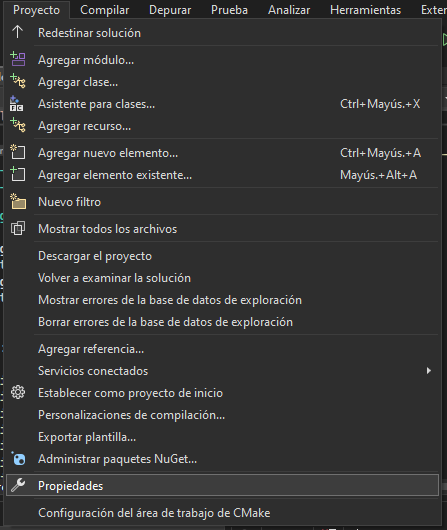 Proyecto Compilar Depurar Prueba Analizar Herramientas Exter
Redestinar solución
Agregar módulo...
Agregar clase...
Asistente para clases... Ctrl+Mayús.+X
Agregar recurso...
Agregar nuevo elemento... Ctrl+Mayús.+A
Agregar elemento existente... Mayús.+Alt+A
Nuevo filtro
Mostrar todos los archivos
Descargar el proyecto
Volver a examinar la solución
Mostrar errores de la base de datos de exploración
Borrar errores de la base de datos de exploración
Agregar referencia...
Servicios conectados
Establecer como proyecto de inicio
Personalizaciones de compilación...
Exportar plantilla...
Administrar paquetes NuGet...
Propiedades
Configuración del área de trabajo de CMake